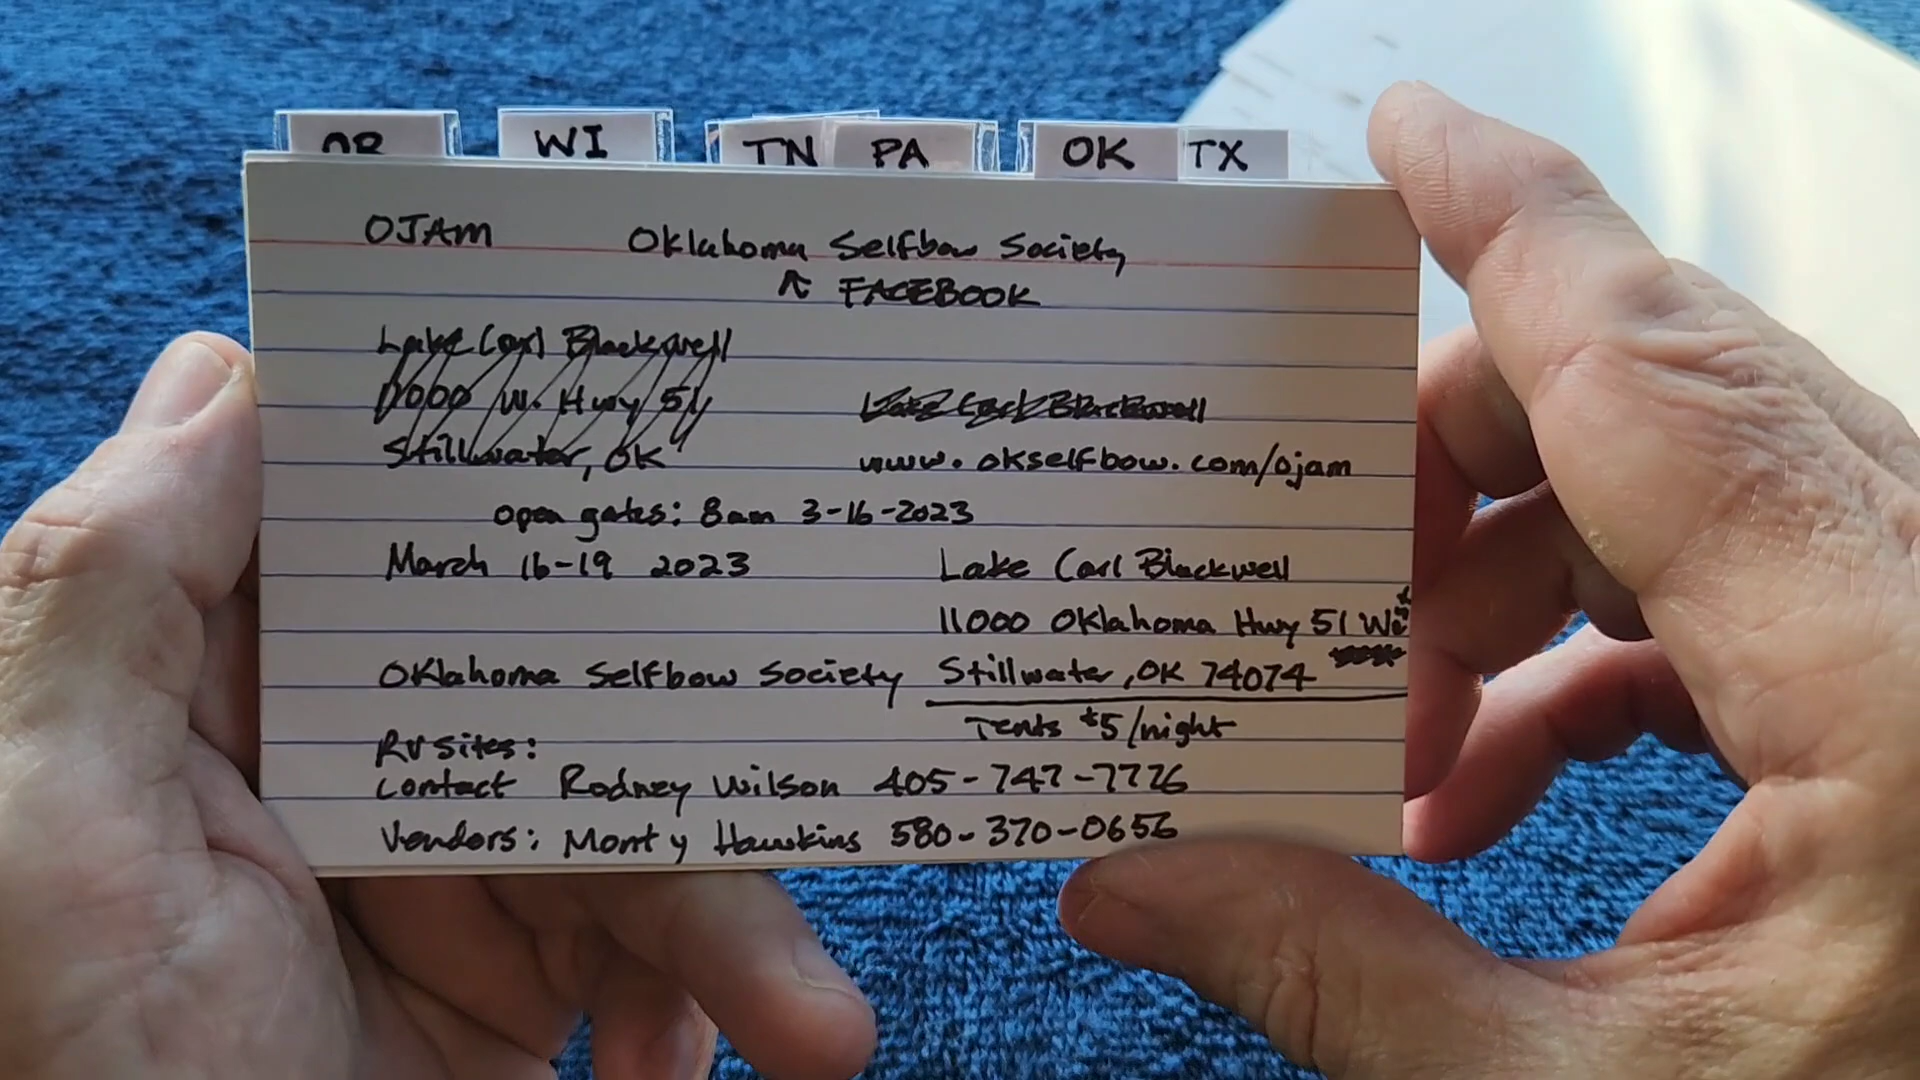 OR
WI
TN
PA
OK
TX
OJAM Oklahoma Selfbow Society
^ FACEBOOK
Lake Carl Blackwell
11000 W. Hwy 51
Stillwater, OK
Lake Carl Blackwell
www.okselfbow.com/ojam
open gates: 8am 3-16-2023
March 16-19 2023
Lake Carl Blackwell
11000 Oklahoma Hwy 51 West
Oklahoma Selfbow Society
Stillwater, OK 74074
Tents $5/night
RV Sites:
Contact Rodney Wilson 405-747-7726
Vendors: Monty Hawkins 580-370-0656